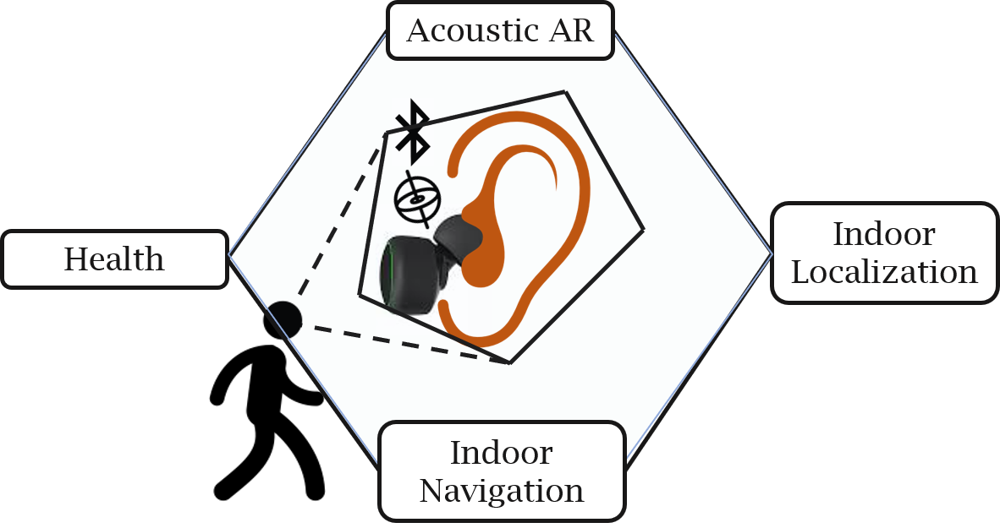 Acoustic AR
Health
Indoor
Localization
Indoor
Navigation